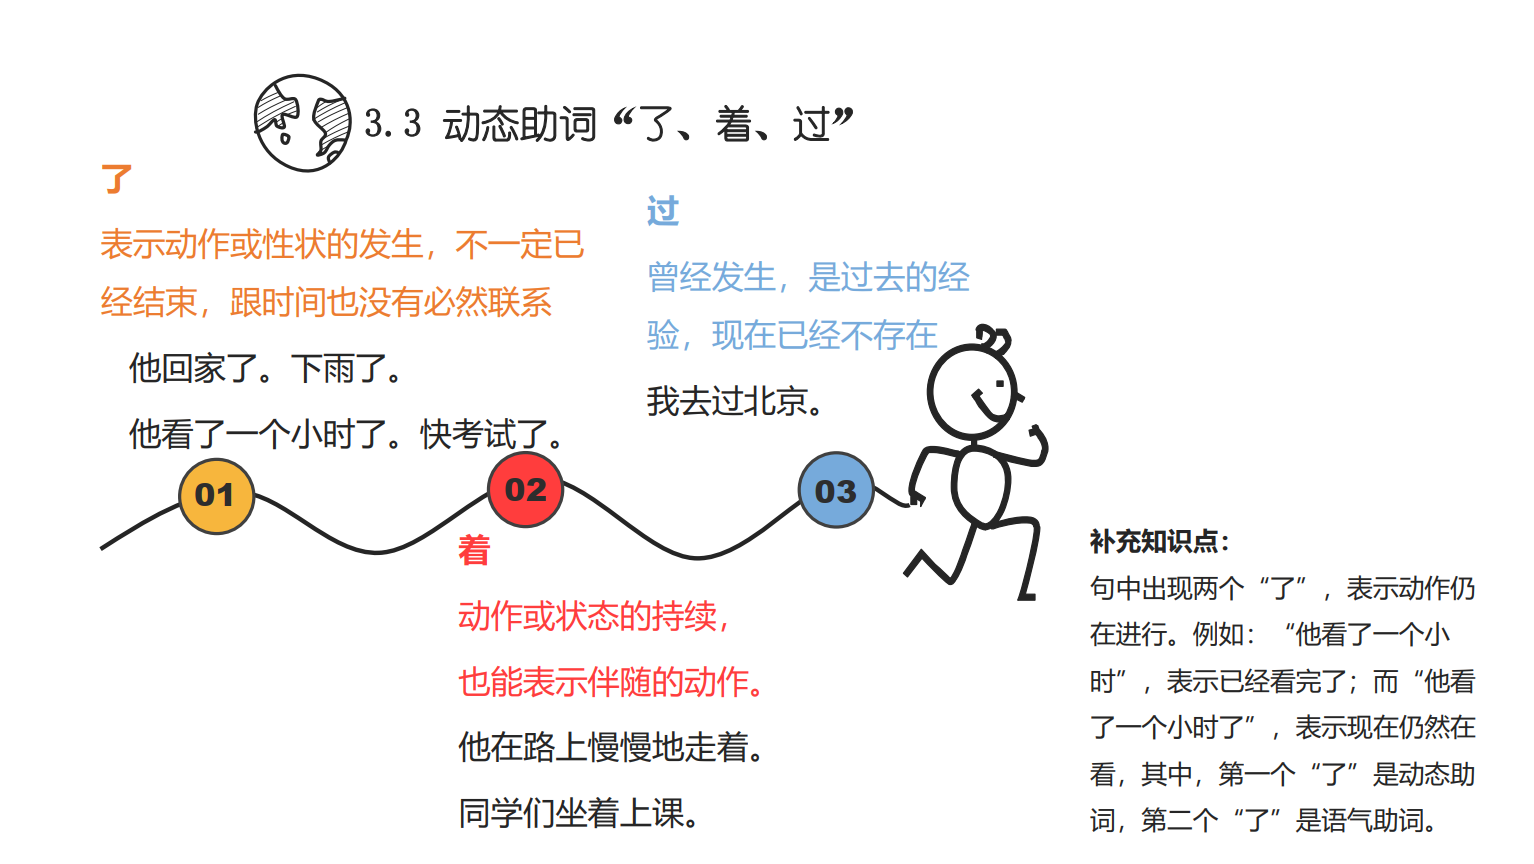 3.3 动态助词“了、着、过”
了
表示动作或性状的发生，不一定已
经结束，跟时间也没有必然联系
他回家了。下雨了。
他看了一个小时了。快考试了。
过
曾经发生，是过去的经
验，现在已经不存在
我去过北京。
01
02
03
着
动作或状态的持续，
也能表示伴随的动作。
他在路上慢慢地走着。
同学们坐着上课。
补充知识点：
句中出现两个“了”，表示动作仍
在进行。例如：“他看了一个小
时”，表示已经看完了；而“他看
了一个小时了”，表示现在仍然在
看，其中，第一个“了”是动态助
词，第二个“了”是语气助词。